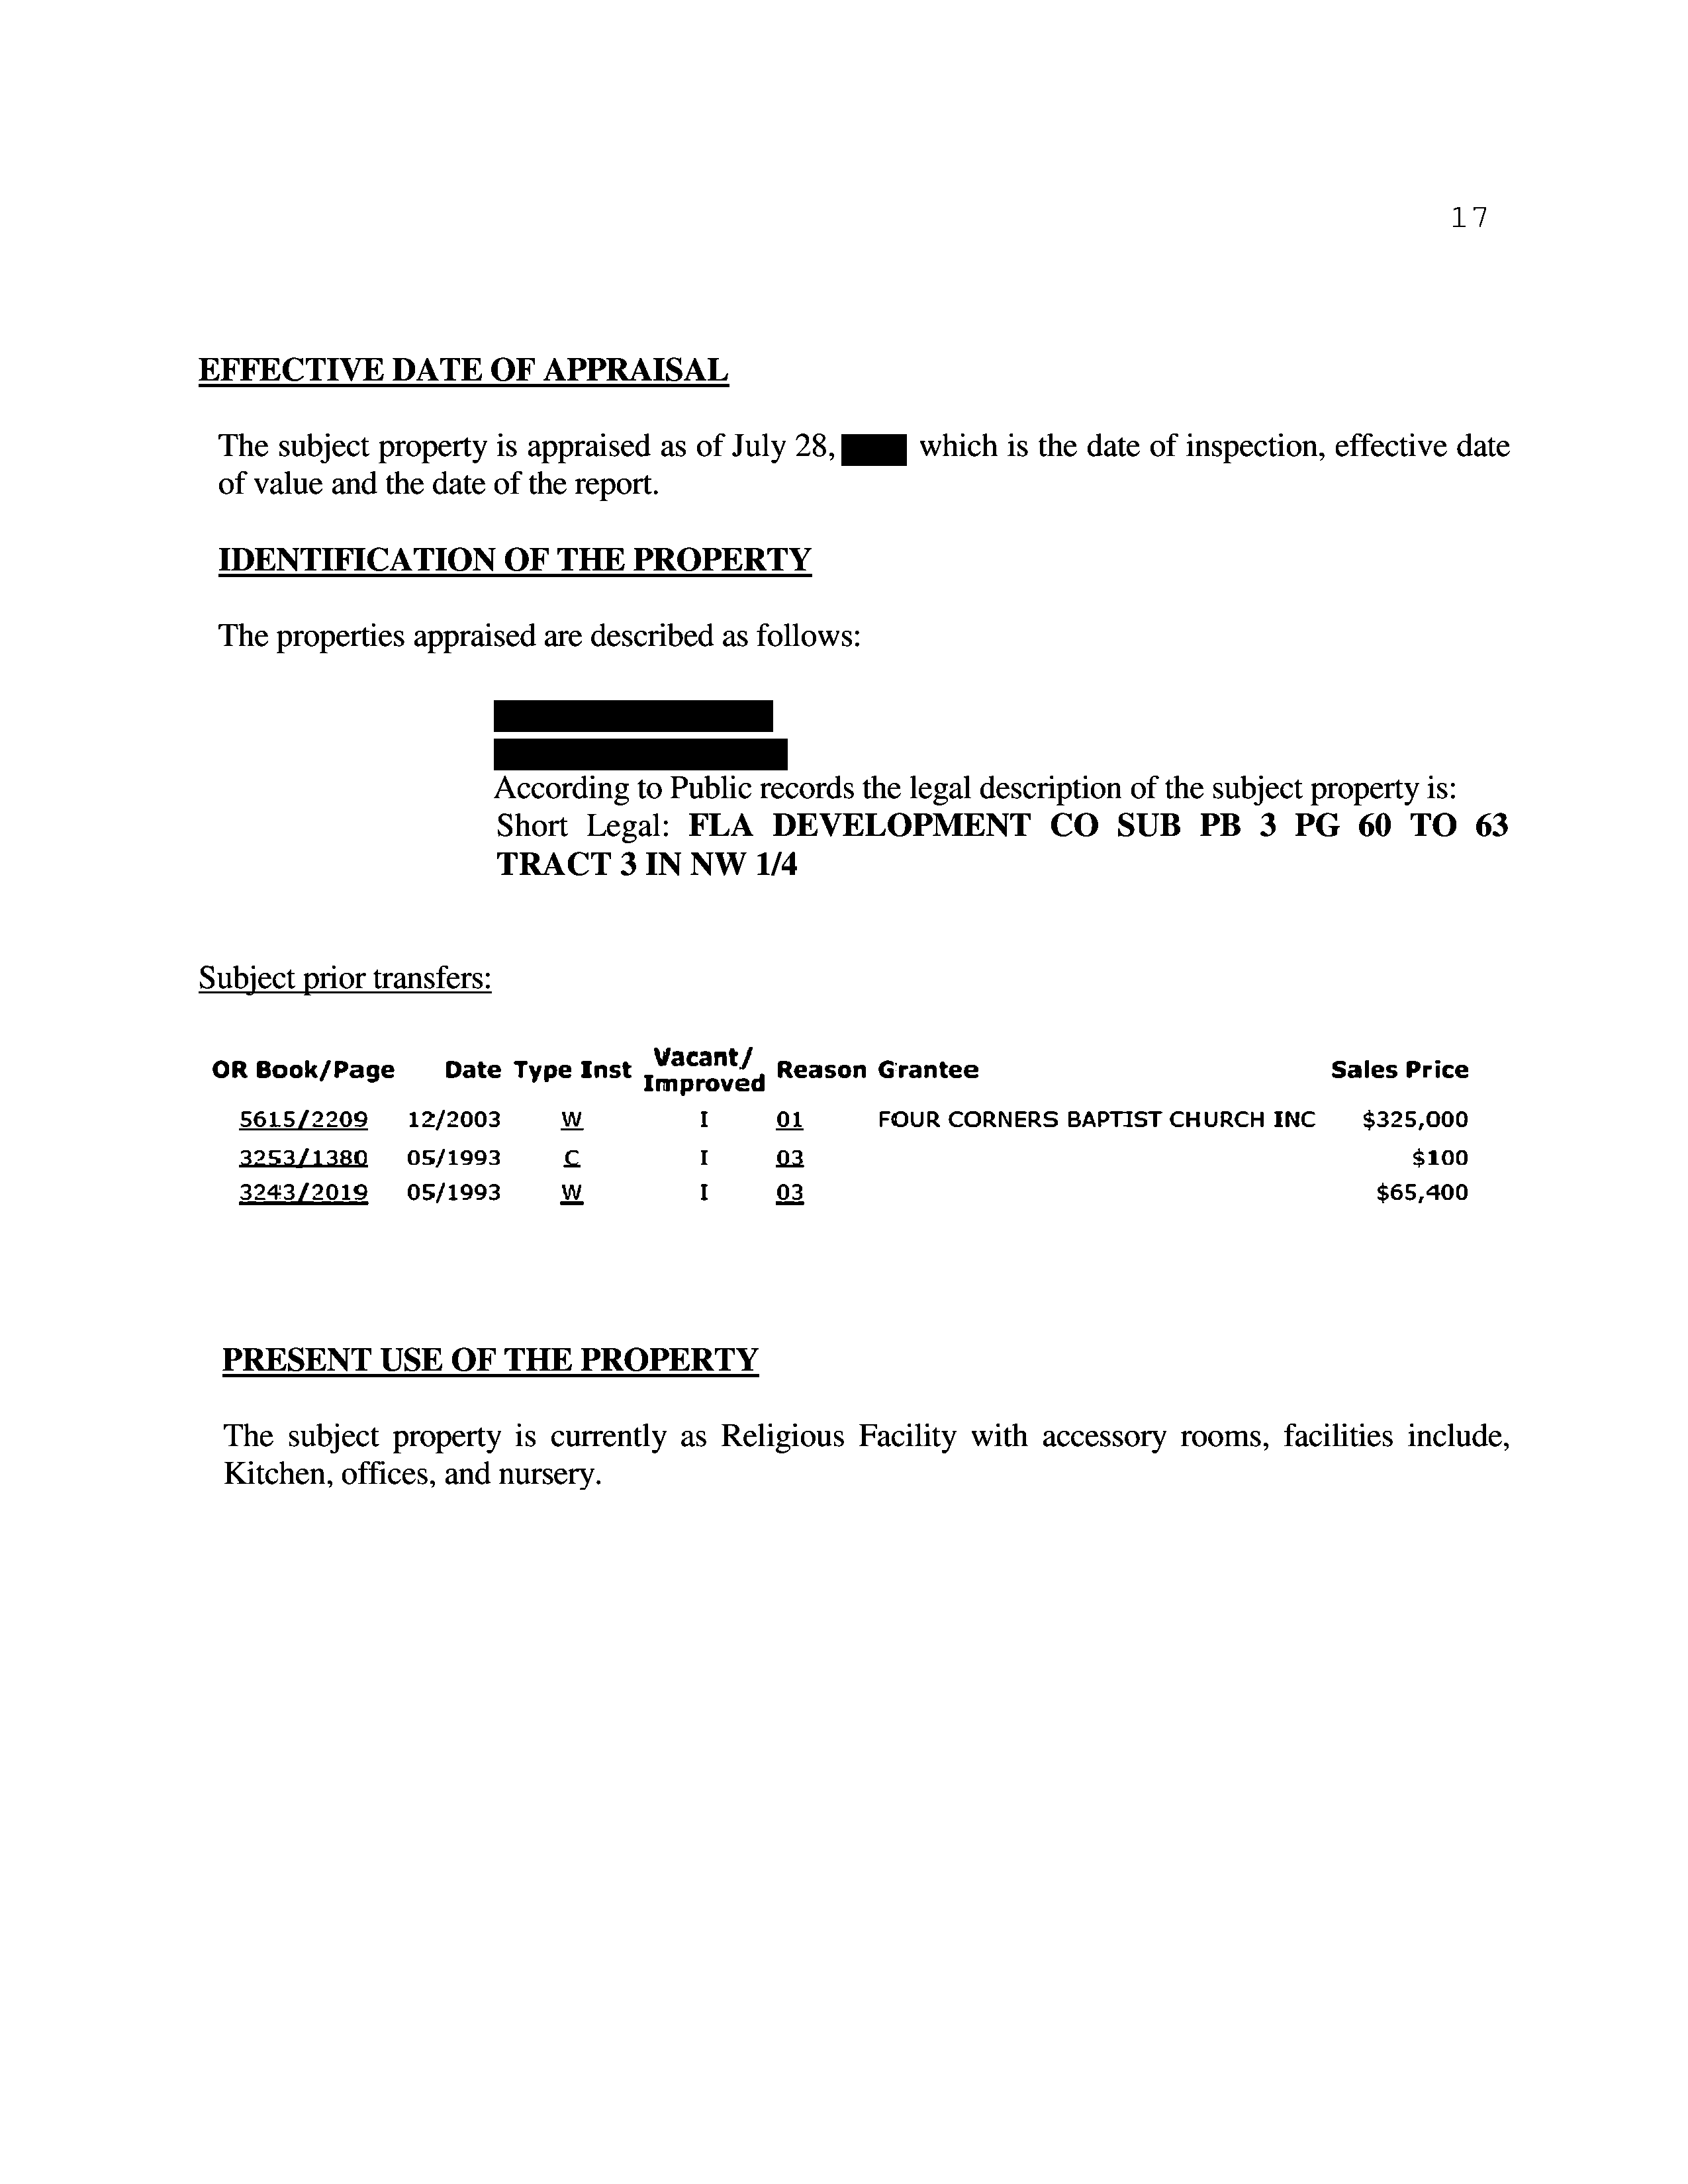 17
EFFECTIVE DATE OF APPRAISAL
The subject property is appraised as of July 28, which is the date of inspection, effective date
of value and the date of the report.
IDENTIFICATION OF THE PROPERTY
The properties appraised are described as follows:
According to Public records the legal description of the subject property is:
Short Legal: FLA DEVELOPMENT CO SUB PB 3 PG 60 TO 63
TRACT 3 IN NW 1/4
Subject prior transfers:
OR Book/Page Date Type Inst Vacant/ Improved Reason Grantee Sales Price
5615/2209 12/2003 W I 01 FOUR CORNERS BAPTIST CHURCH INC $325,000
3253/1380 05/1993 C I 03 $100
3243/2019 05/1993 W I 03 $65,400
PRESENT USE OF THE PROPERTY
The subject property is currently as Religious Facility with accessory rooms, facilities include,
Kitchen, offices, and nursery.